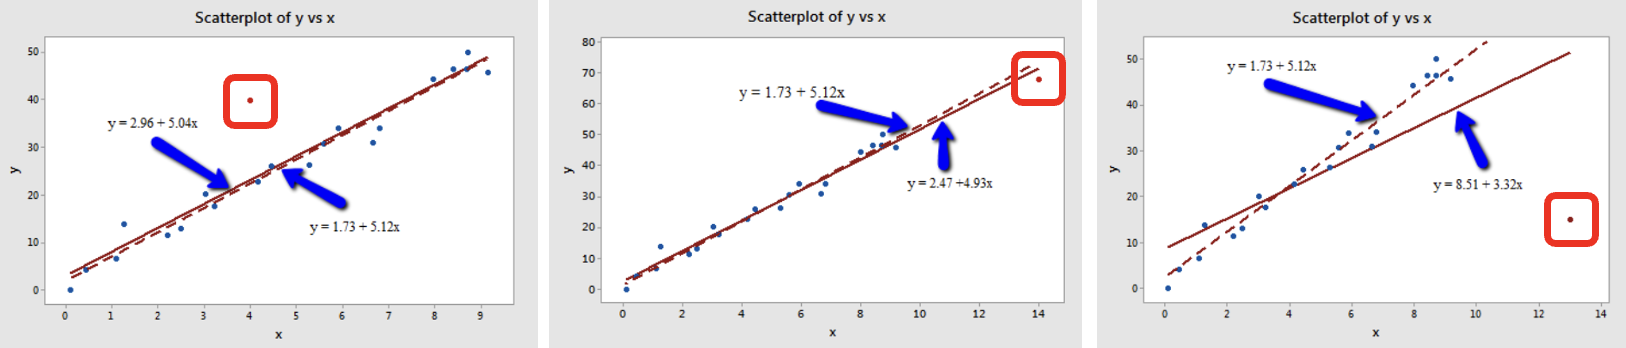 Scatterplot of y vs x
50
40
30
20
10
0
y
y = 2.96 + 5.04x
y = 1.73 + 5.12x
0 1 2 3 4 5 6 7 8 9
x
Scatterplot of y vs x
80
70
60
50
40
30
20
10
0
y
y = 1.73 + 5.12x
y = 2.47 +4.93x
0 2 4 6 8 10 12 14
x
Scatterplot of y vs x
50
40
30
20
10
0
y
y = 1.73 + 5.12x
y = 8.51 + 3.32x
0 2 4 6 8 10 12 14
x